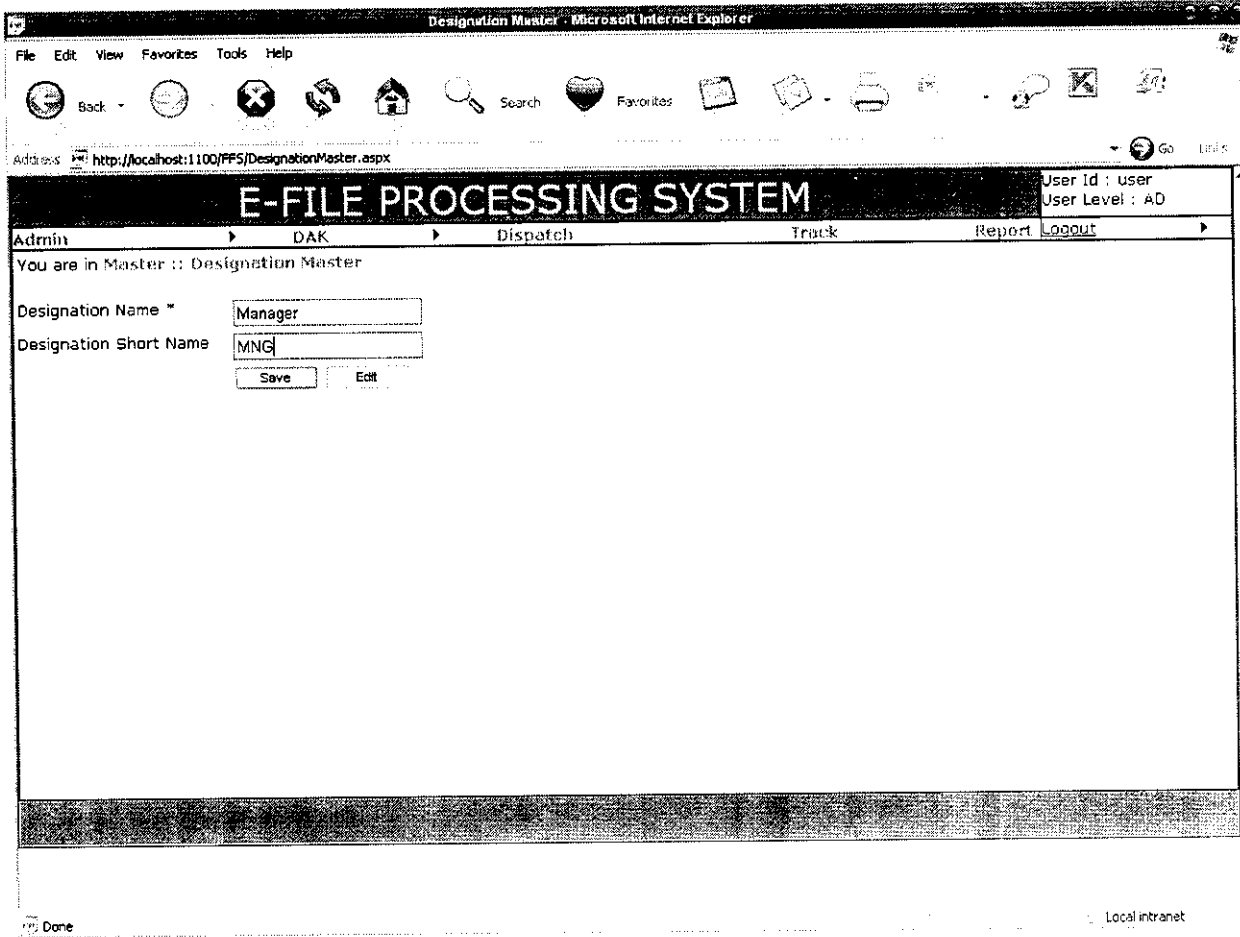 Designation Master - Microsoft Internet Explorer
File Edit View Favorites Tools Help
Back Search Favorites
Address http://localhost:1100/FFS/DesignationMaster.aspx Go Links
E-FILE PROCESSING SYSTEM
User Id : user
User Level : AD
Admin DAK Dispatch Track Report Logout
You are in Master :: Designation Master
Designation Name * Manager
Designation Short Name MNG
Save Edit
Done Local intranet